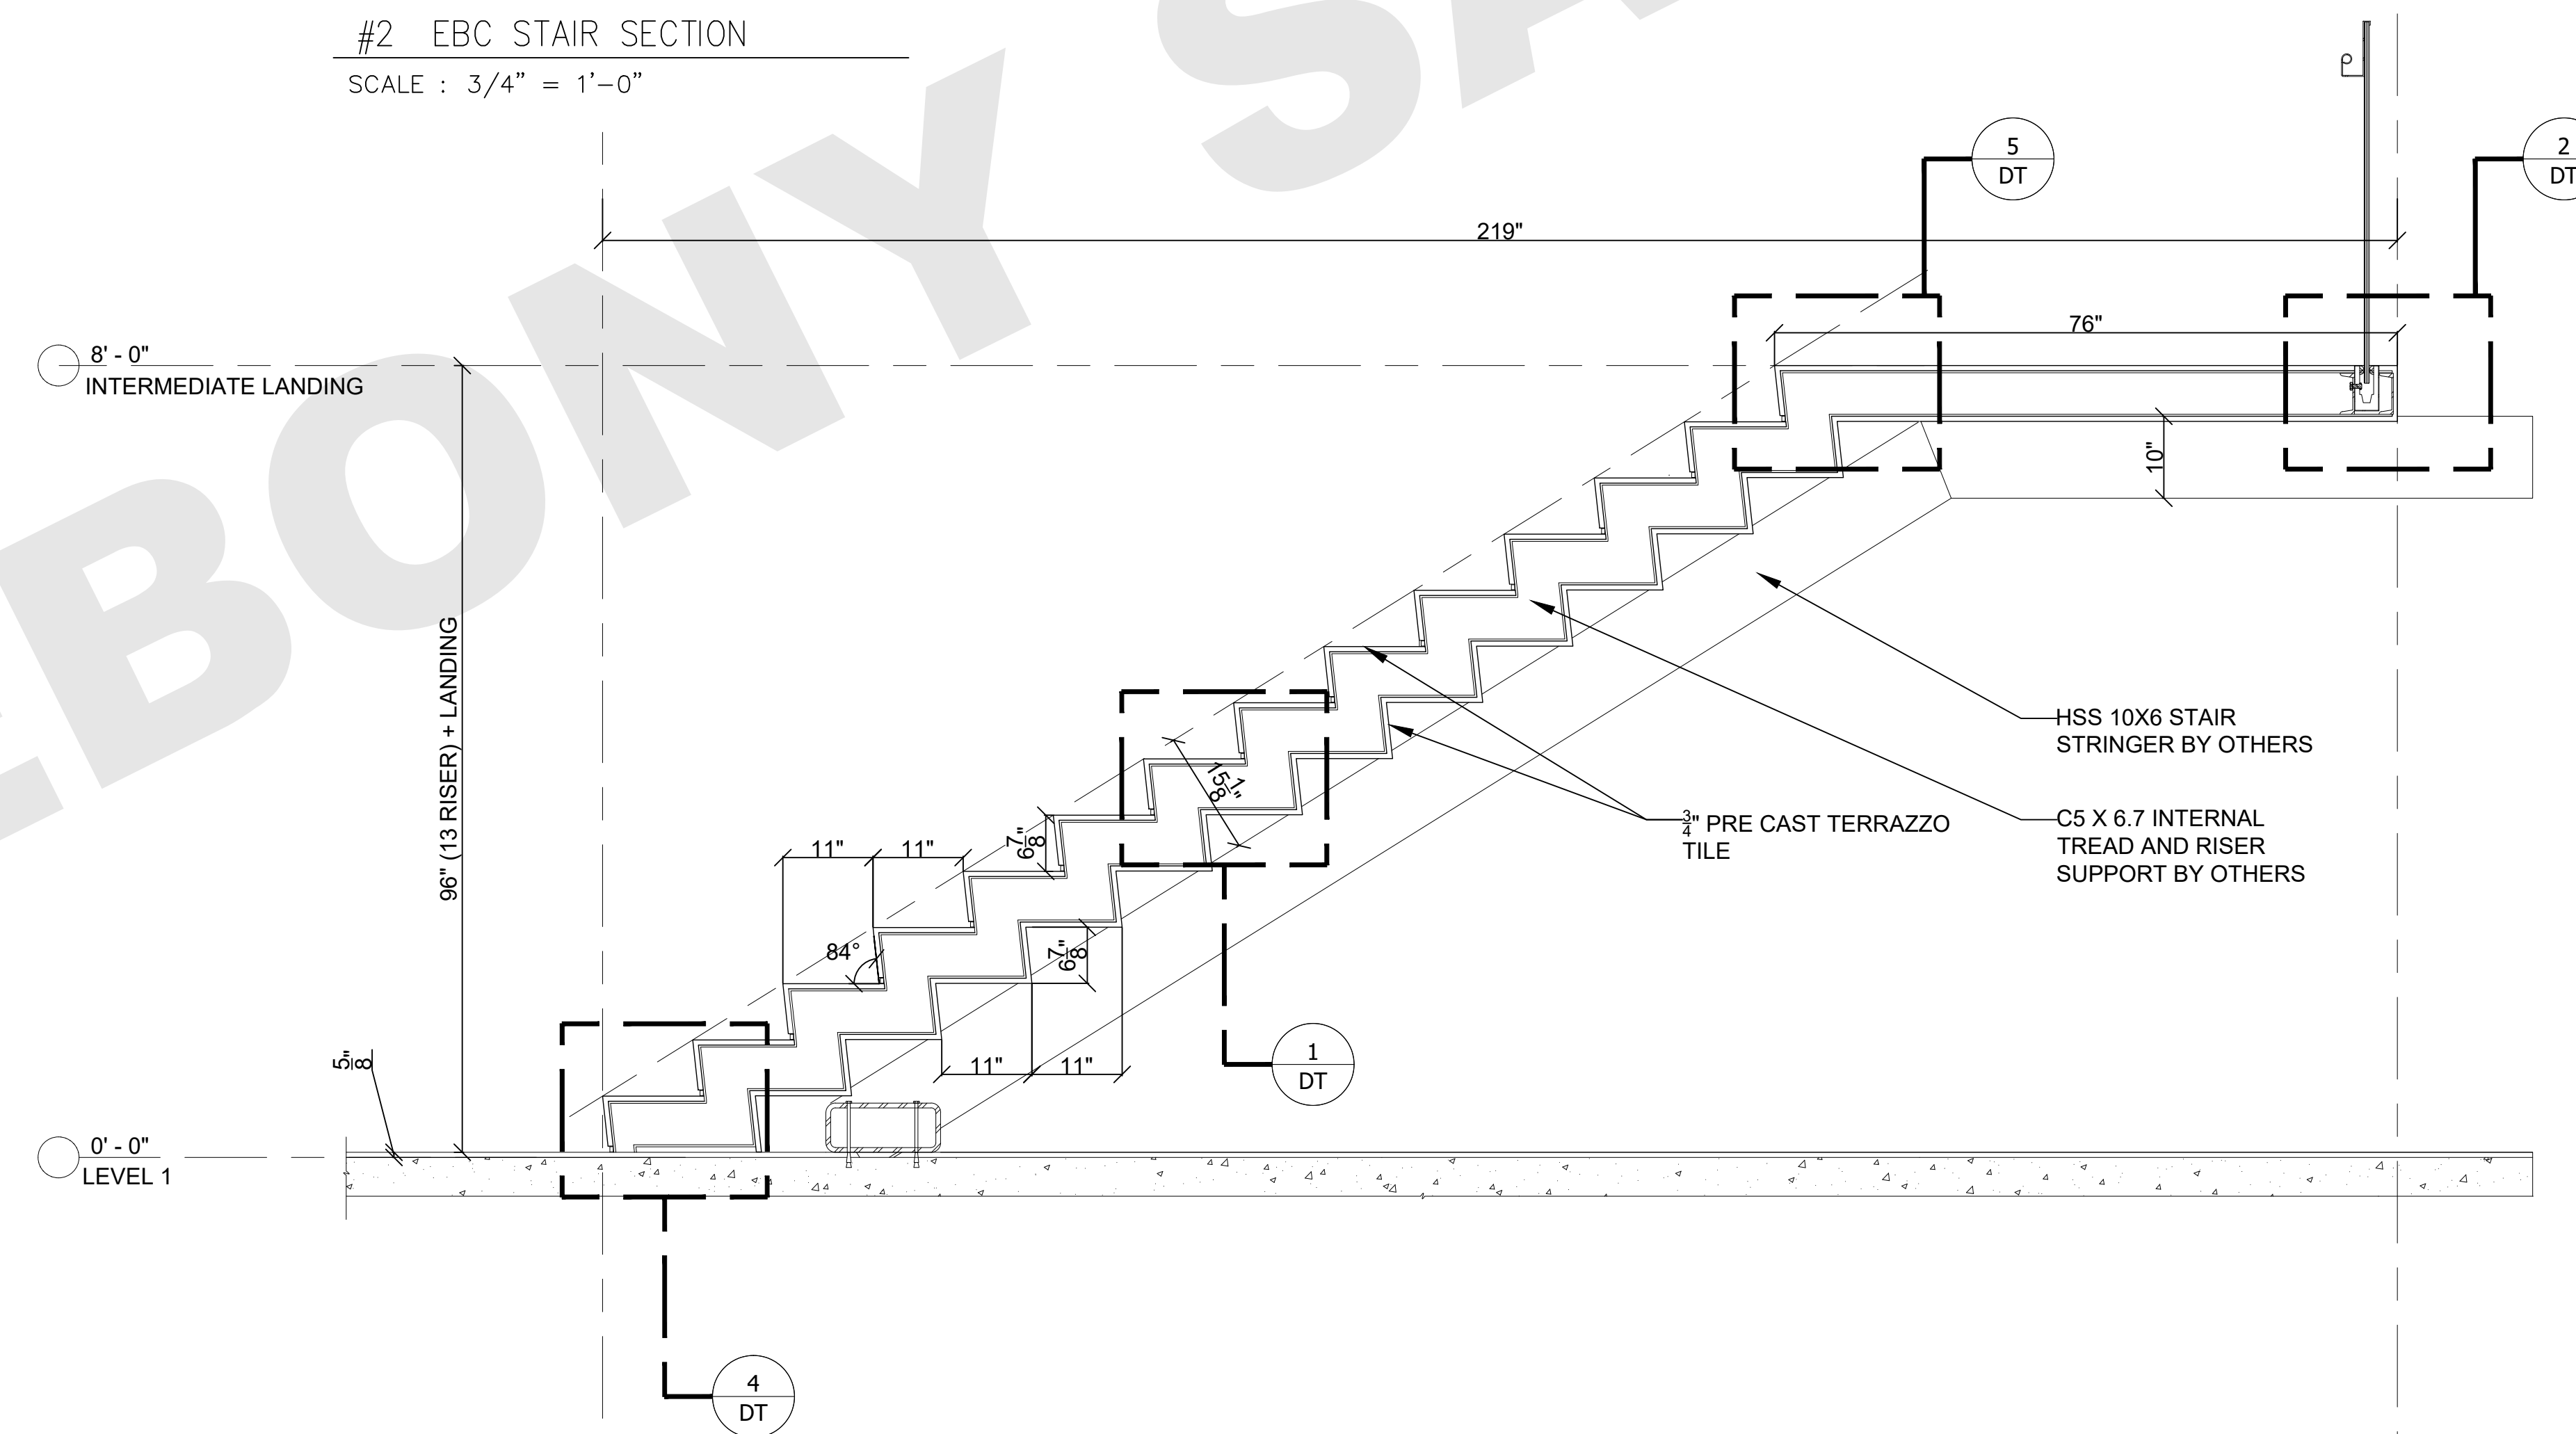 #2 EBC STAIR SECTION
SCALE : 3/4” = 1’-0”
EBONY SA
5
DT
2
DT
219"
76"
8' - 0"
INTERMEDIATE LANDING
10"
96" (13 RISER) + LANDING
HSS 10X6 STAIR
STRINGER BY OTHERS
15 1/8"
3/4" PRE CAST TERRAZZO
TILE
C5 X 6.7 INTERNAL
TREAD AND RISER
SUPPORT BY OTHERS
11"
11"
6 7/8"
84°
6 7/8"
11"
11"
1
DT
5/8"
0' - 0"
LEVEL 1
4
DT